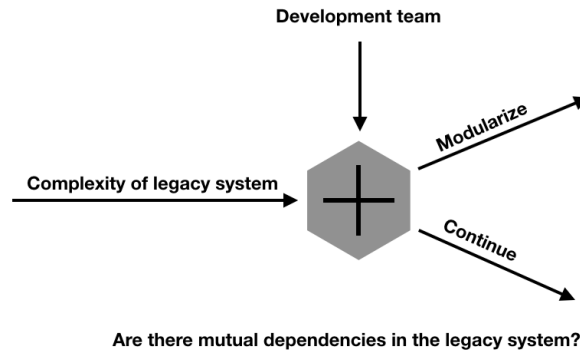 Development team
Complexity of legacy system
Modularize
Continue
Are there mutual dependencies in the legacy system?